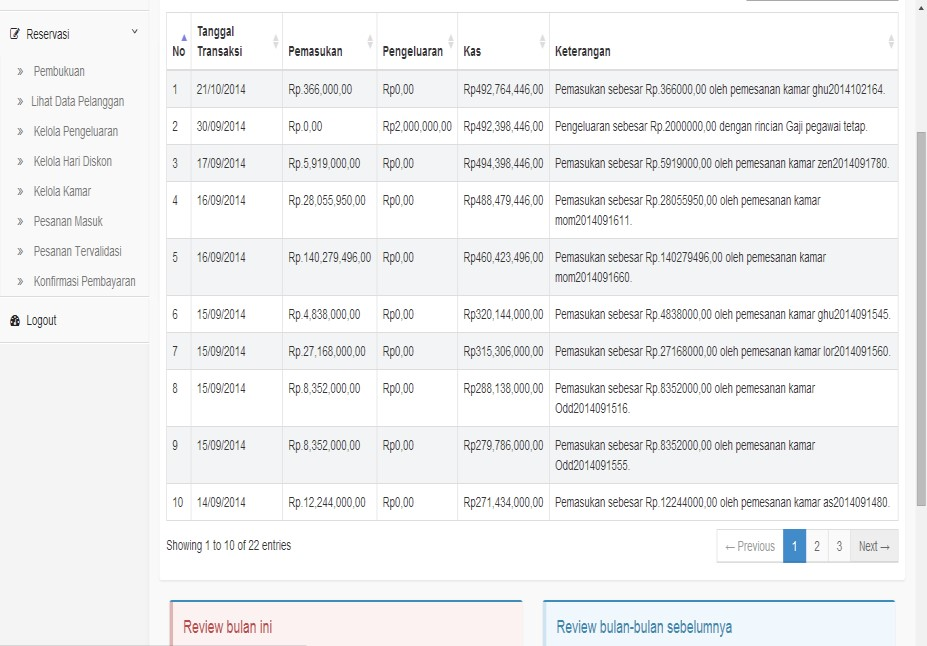 Reservasi
» Pembukuan
» Lihat Data Pelanggan
» Kelola Pengeluaran
» Kelola Hari Diskon
» Kelola Kamar
» Pesanan Masuk
» Pesanan Tervalidasi
» Konfirmasi Pembayaran
Logout
No Tanggal Transaksi Pemasukan Pengeluaran Kas Keterangan
1 21/10/2014 Rp.366,000,00 Rp0,00 Rp492,764,446,00 Pemasukan sebesar Rp.366000,00 oleh pemesanan kamar ghu2014102164.
2 30/09/2014 Rp.0,00 Rp2,000,000,00 Rp492,398,446,00 Pengeluaran sebesar Rp.2000000,00 dengan rincian Gaji pegawai tetap.
3 17/09/2014 Rp.5,919,000,00 Rp0,00 Rp494,398,446,00 Pemasukan sebesar Rp.5919000,00 oleh pemesanan kamar zen2014091780.
4 16/09/2014 Rp.28,055,950,00 Rp0,00 Rp488,479,446,00 Pemasukan sebesar Rp.28055950,00 oleh pemesanan kamar
mom2014091611.
5 16/09/2014 Rp.140,279,496,00 Rp0,00 Rp460,423,496,00 Pemasukan sebesar Rp.140279496,00 oleh pemesanan kamar
mom2014091660.
6 15/09/2014 Rp.4,838,000,00 Rp0,00 Rp320,144,000,00 Pemasukan sebesar Rp.4838000,00 oleh pemesanan kamar ghu2014091545.
7 15/09/2014 Rp.27,168,000,00 Rp0,00 Rp315,306,000,00 Pemasukan sebesar Rp.27168000,00 oleh pemesanan kamar lor2014091560.
8 15/09/2014 Rp.8,352,000,00 Rp0,00 Rp288,138,000,00 Pemasukan sebesar Rp.8352000,00 oleh pemesanan kamar
Odd2014091516.
9 15/09/2014 Rp.8,352,000,00 Rp0,00 Rp279,786,000,00 Pemasukan sebesar Rp.8352000,00 oleh pemesanan kamar
Odd2014091555.
10 14/09/2014 Rp.12,244,000,00 Rp0,00 Rp271,434,000,00 Pemasukan sebesar Rp.12244000,00 oleh pemesanan kamar as2014091480.
Showing 1 to 10 of 22 entries
← Previous 1 2 3 Next →
Review bulan ini
Review bulan-bulan sebelumnya